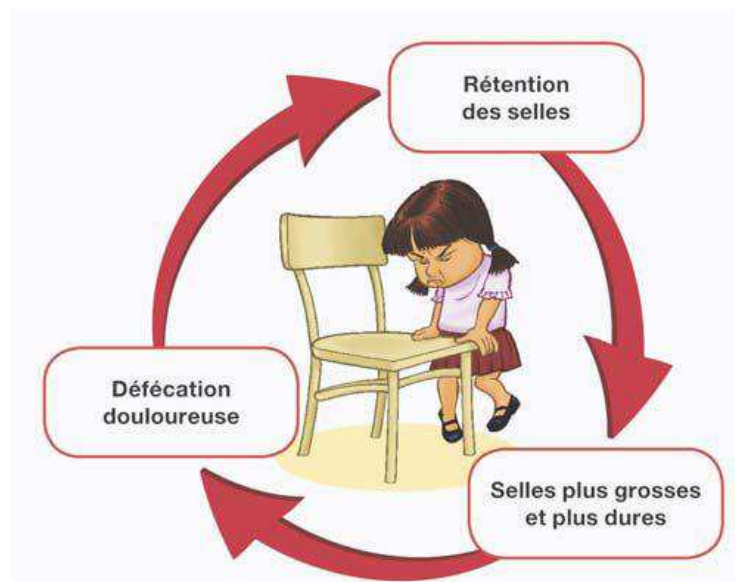 Rétention
des selles
Selles plus grosses
et plus dures
Défécation
douloureuse